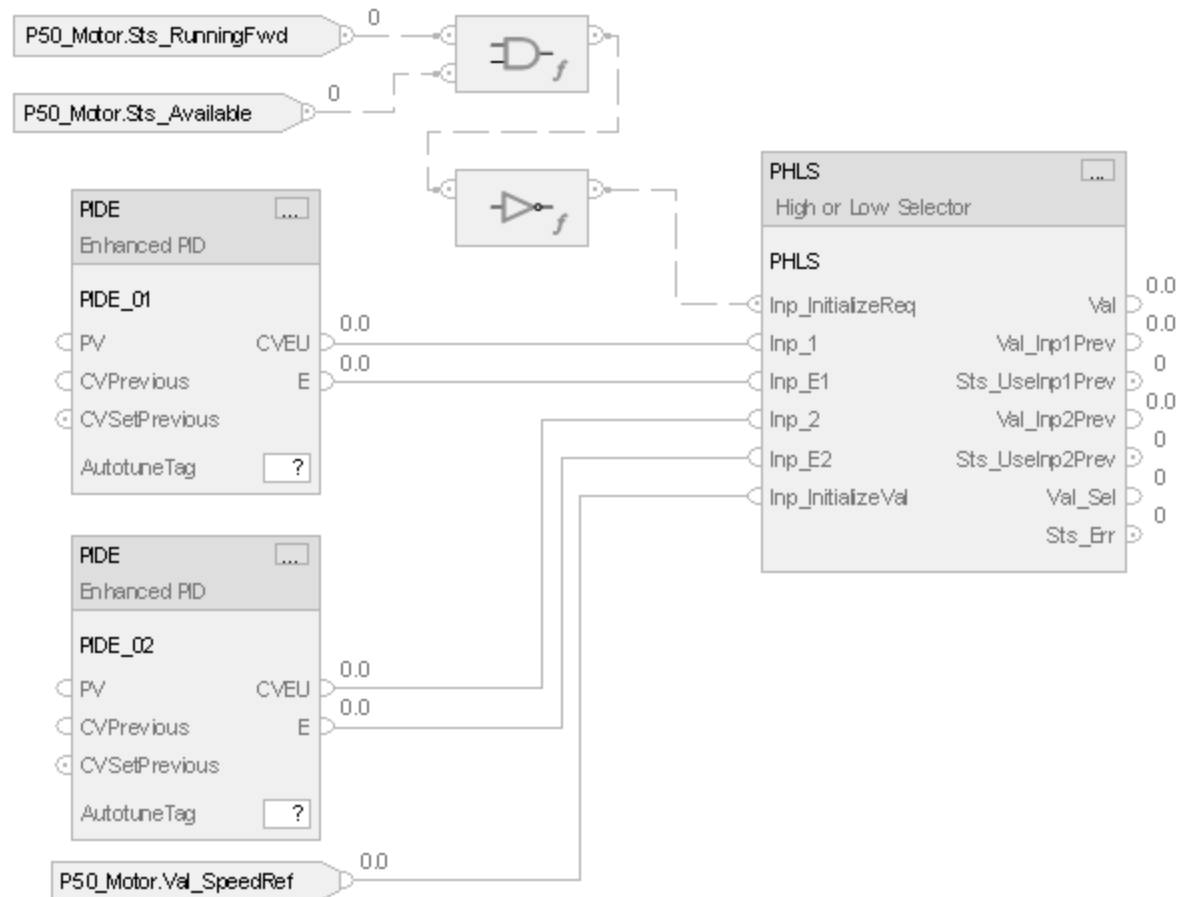 P50_Motor.Sts_RunningFwd
0
P50_Motor.Sts_Available
0
f
f
PIDE
...
Enhanced PID
PIDE_01
PV
CVEU
0.0
CVPrevious
E
0.0
CVSetPrevious
AutotuneTag
?
PIDE
...
Enhanced PID
PIDE_02
PV
CVEU
0.0
CVPrevious
E
0.0
CVSetPrevious
AutotuneTag
?
P50_Motor.Val_SpeedRef
0.0
PHLS
...
High or Low Selector
PHLS
Inp_InitializeReq
Val
0.0
Inp_1
Val_Inp1Prev
0.0
Inp_E1
Sts_UseInp1Prev
0
Inp_2
Val_Inp2Prev
0.0
Inp_E2
Sts_UseInp2Prev
0
Inp_InitializeVal
Val_Sel
0
Sts_Err
0